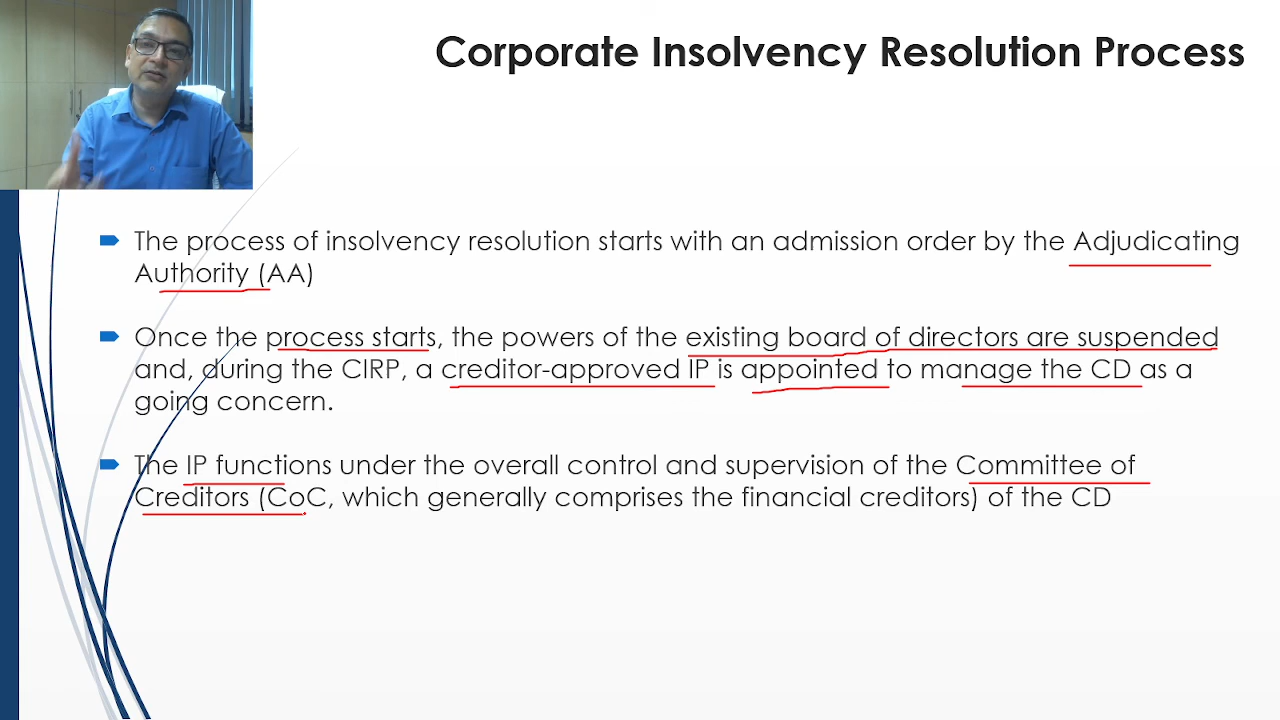 Corporate Insolvency Resolution Process
The process of insolvency resolution starts with an admission order by the Adjudicating
Authority (AA)
Once the process starts, the powers of the existing board of directors are suspended
and, during the CIRP, a creditor-approved IP is appointed to manage the CD as a
going concern.
The IP functions under the overall control and supervision of the Committee of
Creditors (CoC, which generally comprises the financial creditors) of the CD